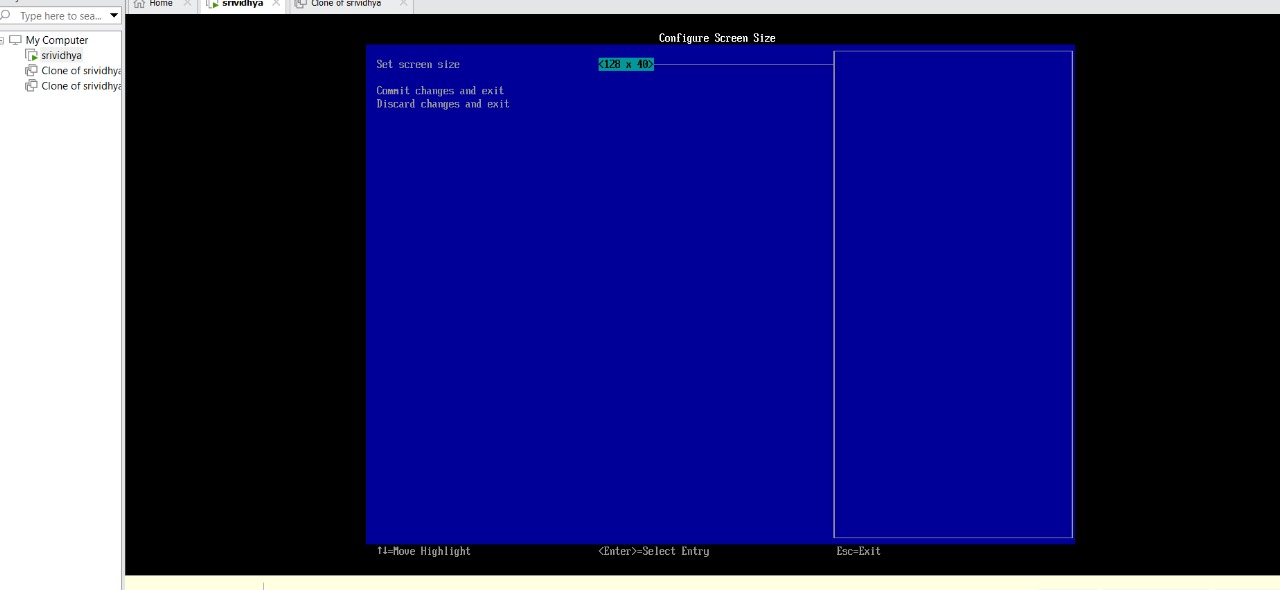 Home
srividhya
Clone of srividhya
Type here to sea...
My Computer
srividhya
Clone of srividhya
Clone of srividhya
Configure Screen Size
Set screen size <128 x 40>
Commit changes and exit
Discard changes and exit
↑↓=Move Highlight <Enter>=Select Entry Esc=Exit